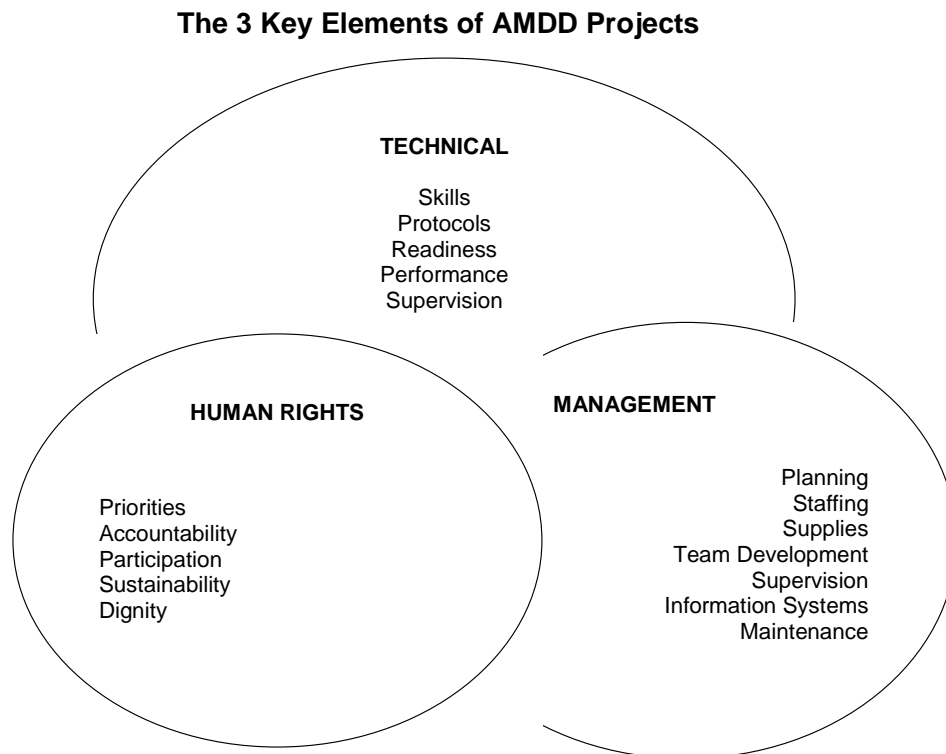 The 3 Key Elements of AMDD Projects
TECHNICAL
Skills
Protocols
Readiness
Performance
Supervision
HUMAN RIGHTS
Priorities
Accountability
Participation
Sustainability
Dignity
MANAGEMENT
Planning
Staffing
Supplies
Team Development
Supervision
Information Systems
Maintenance